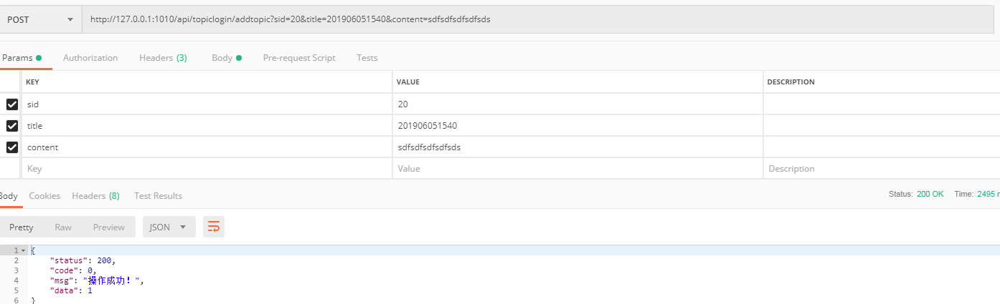 POST http://127.0.0.1:1010/api/topiclogin/addtopic?sid=20&title=201906051540&content=sdfsdfsdfsdfsds
Params Authorization Headers (3) Body Pre-request Script Tests
KEY VALUE DESCRIPTION
sid 20
title 201906051540
content sdfsdfsdfsdfsds
Key Value Description
Body Cookies Headers (8) Test Results Status: 200 OK Time: 2495 m
Pretty Raw Preview JSON
1 {
2 "status": 200,
3 "code": 0,
4 "msg": "操作成功！",
5 "data": 1
6 }